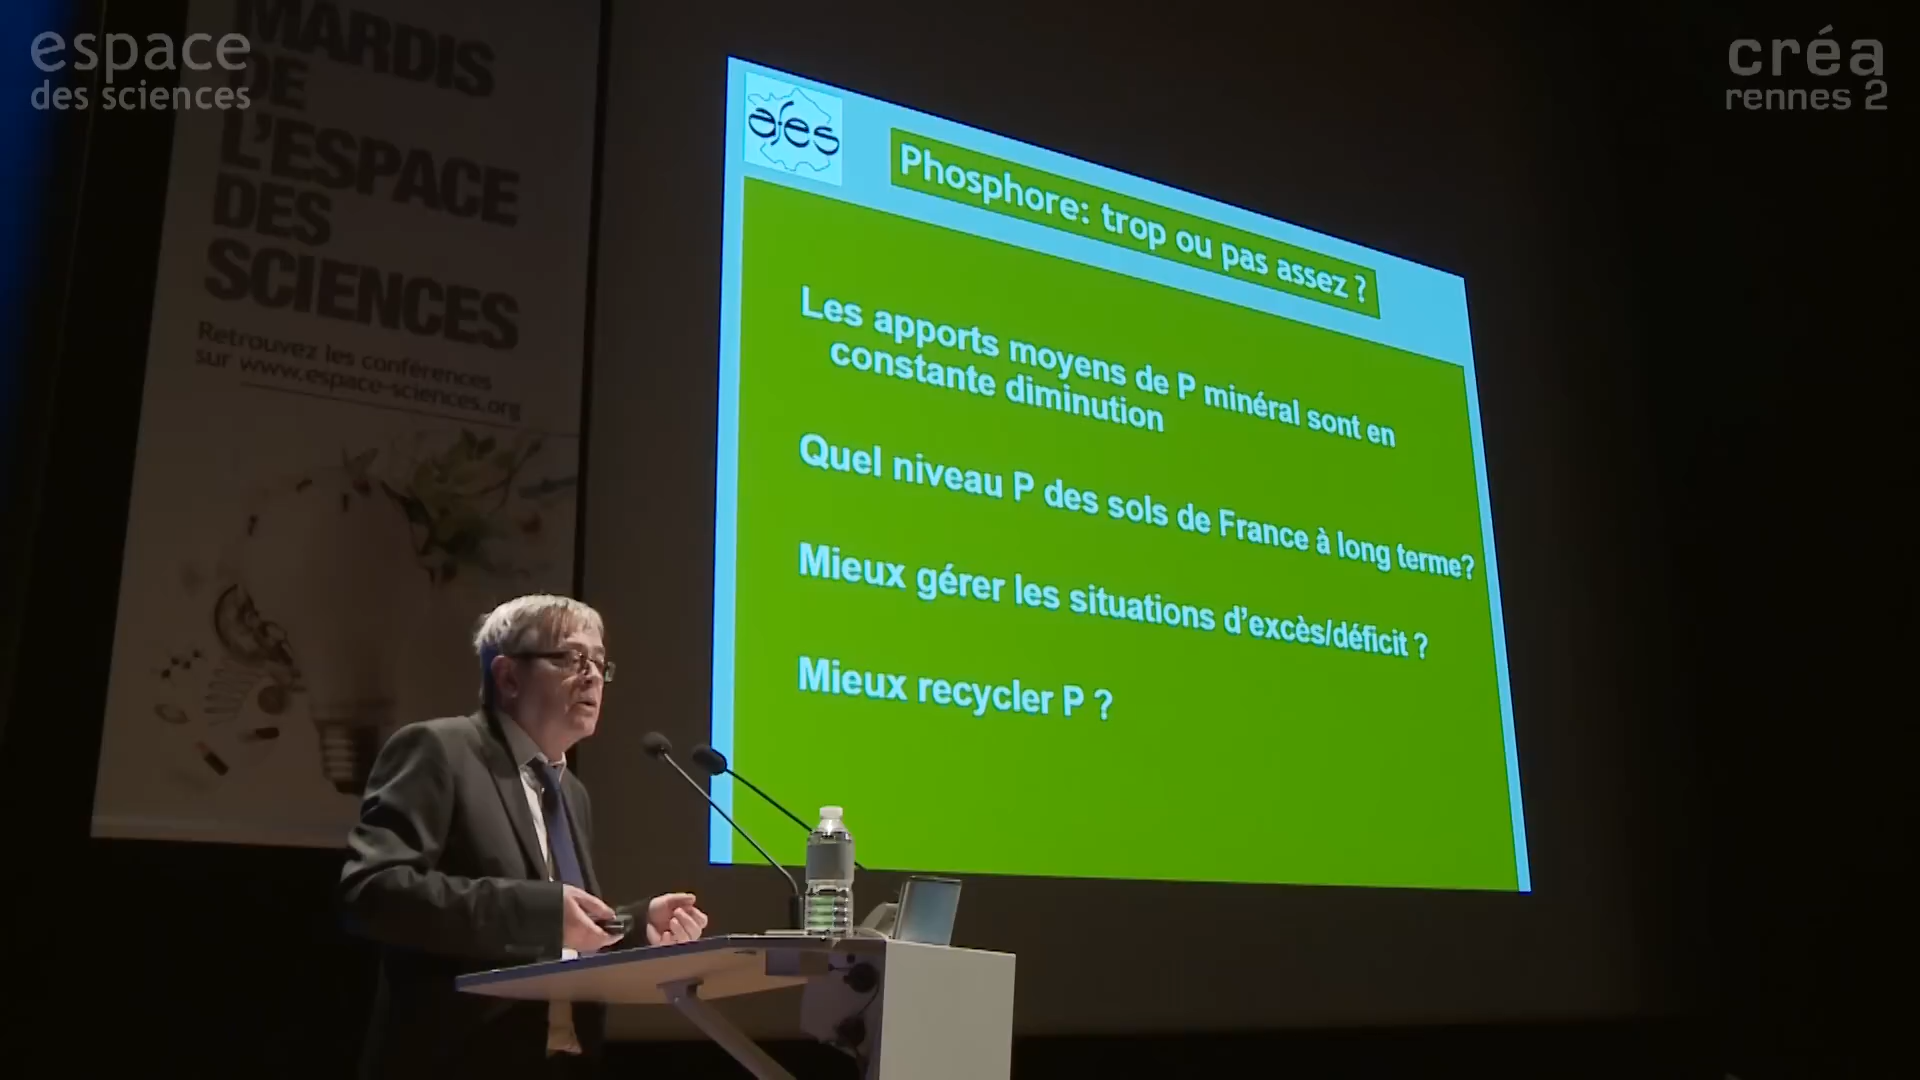 espace
des sciences
créa
rennes 2
MARDIS
DE
L'ESPACE
DES
SCIENCES
Retrouvez les conférences
sur www.espace-sciences.org
afes
Phosphore: trop ou pas assez ?
Les apports moyens de P minéral sont en
constante diminution
Quel niveau P des sols de France à long terme?
Mieux gérer les situations d'excès/déficit ?
Mieux recycler P ?